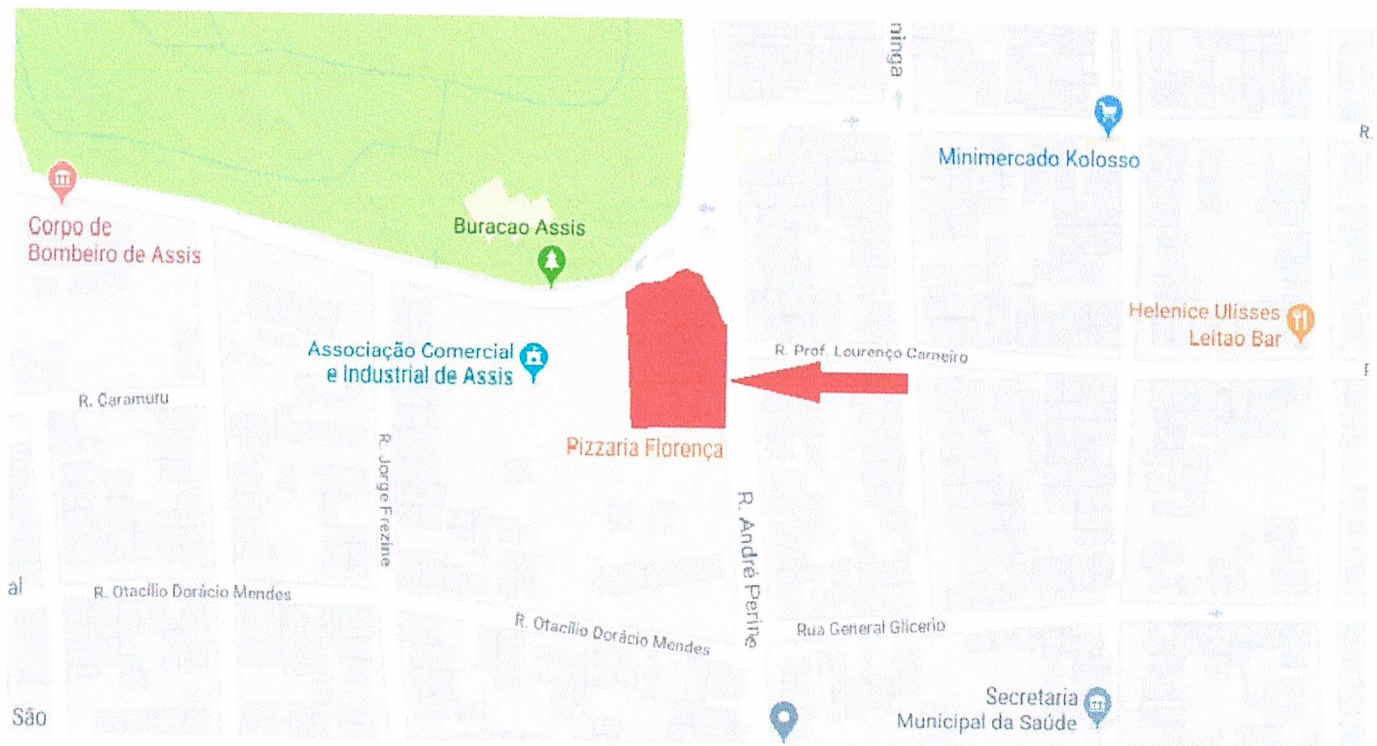 ninga
Minimercado Kolosso
R.
Corpo de
Bombeiro de Assis
Buracao Assis
Helenice Ulisses
Leitao Bar
Associação Comercial
e Industrial de Assis
R. Prof. Lourenço Carneiro
R. Caramuru
Pizzaria Florença
R. Jorge Frezine
R. André Perine
al
R. Otacílio Dorácio Mendes
R. Otacílio Dorácio Mendes
Rua General Glicerio
São
Secretaria
Municipal da Saúde